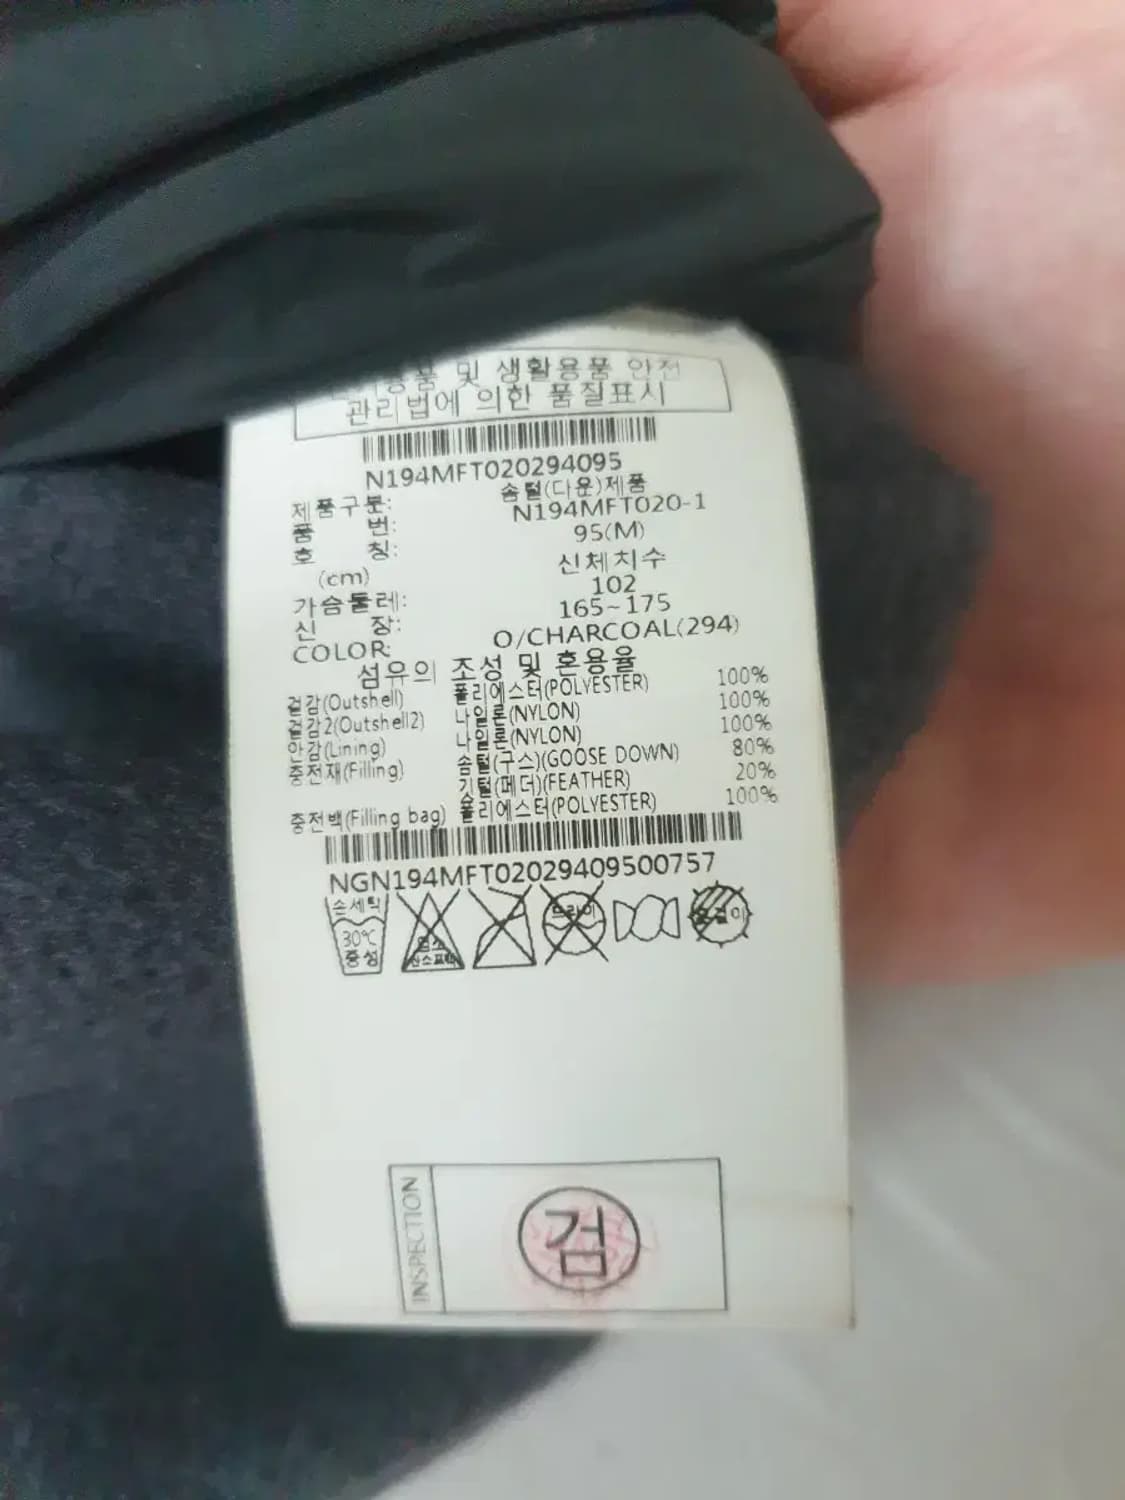 용품 및 생활용품 안전
관리법에 의한 품질표시
N194MFT020294095
제품구분: 솜털(다운)제품
품 번: N194MFT020-1
호 칭: 95(M)
(cm) 신체치수
가슴둘레: 102
신 장: 165~175
COLOR: O/CHARCOAL(294)
섬유의 조성 및 혼용율
겉감(Outshell) 폴리에스터(POLYESTER) 100%
겉감2(Outshell2) 나일론(NYLON) 100%
안감(Lining) 나일론(NYLON) 100%
충전재(Filling) 솜털(구스)(GOOSE DOWN) 80%
깃털(페더)(FEATHER) 20%
충전백(Filling bag) 폴리에스터(POLYESTER) 100%
NGN194MFT02029409500757
손세탁
30℃
중성
드라이
옷걸이
INSPECTION
검